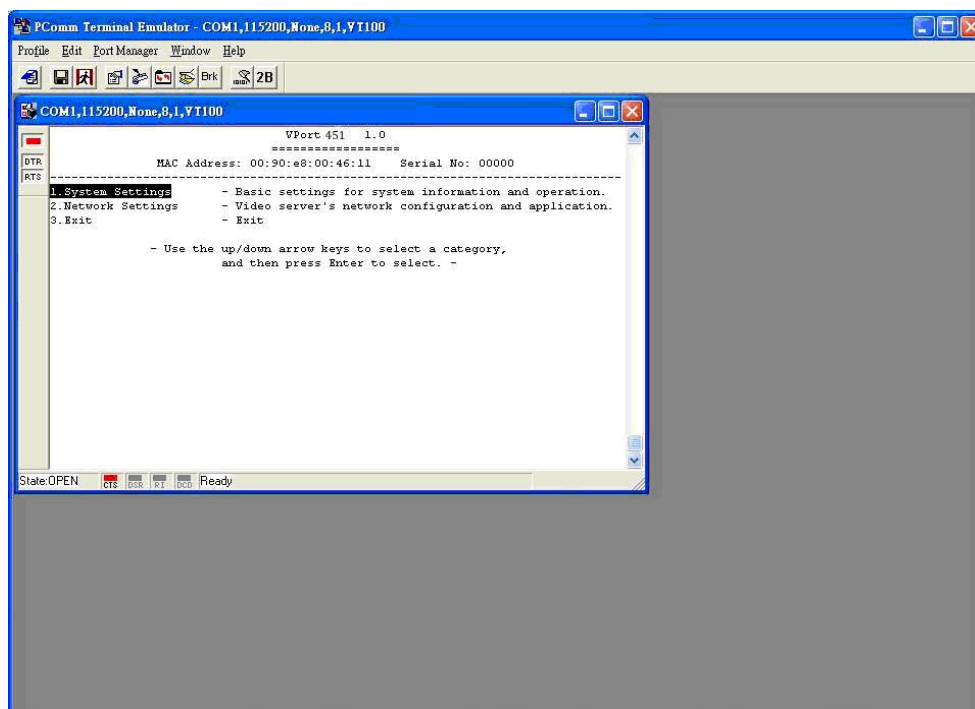 PComm Terminal Emulator - COM1,115200,None,8,1,VT100
Profile Edit Port Manager Window Help
Brk 2B
COM1,115200,None,8,1,VT100
VPort 451 1.0
==================
DTR MAC Address: 00:90:e8:00:46:11 Serial No: 00000
RTS
--------------------------------------------------------------------------------
1.System Settings - Basic settings for system information and operation.
2.Network Settings - Video server's network configuration and application.
3.Exit - Exit
- Use the up/down arrow keys to select a category,
and then press Enter to select. -
State:OPEN CTS DSR RI DCD Ready